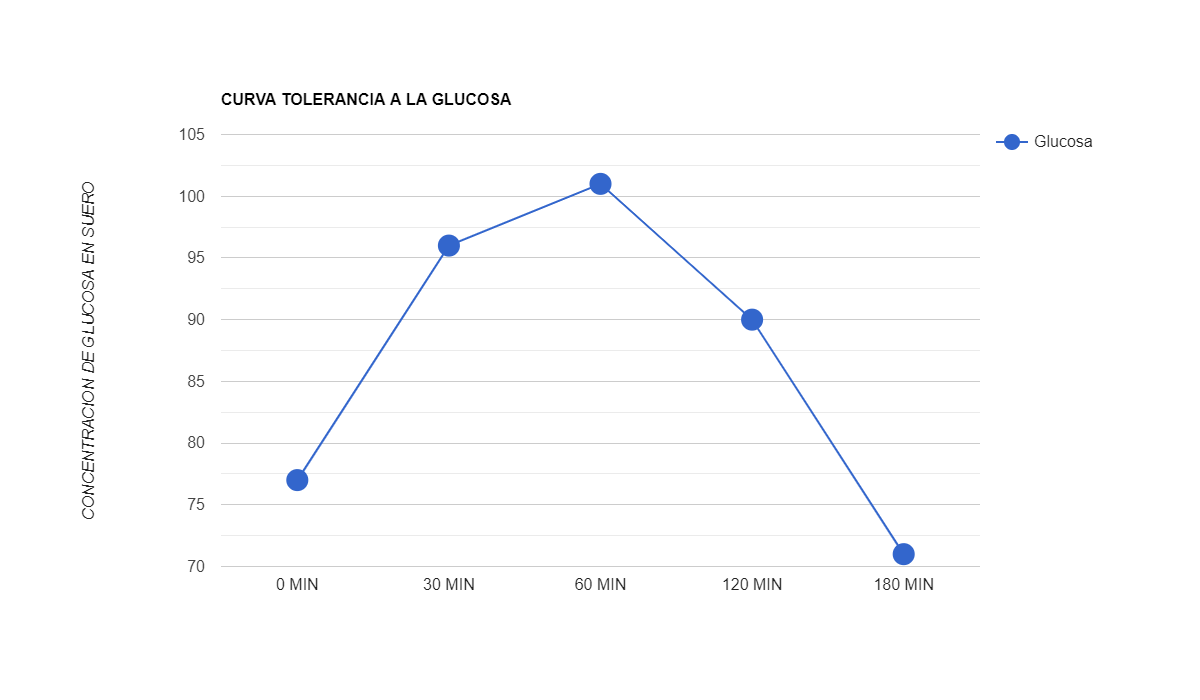 CURVA TOLERANCIA A LA GLUCOSA
Glucosa
CONCENTRACION DE GLUCOSA EN SUERO
105
100
95
90
85
80
75
70
0 MIN
30 MIN
60 MIN
120 MIN
180 MIN